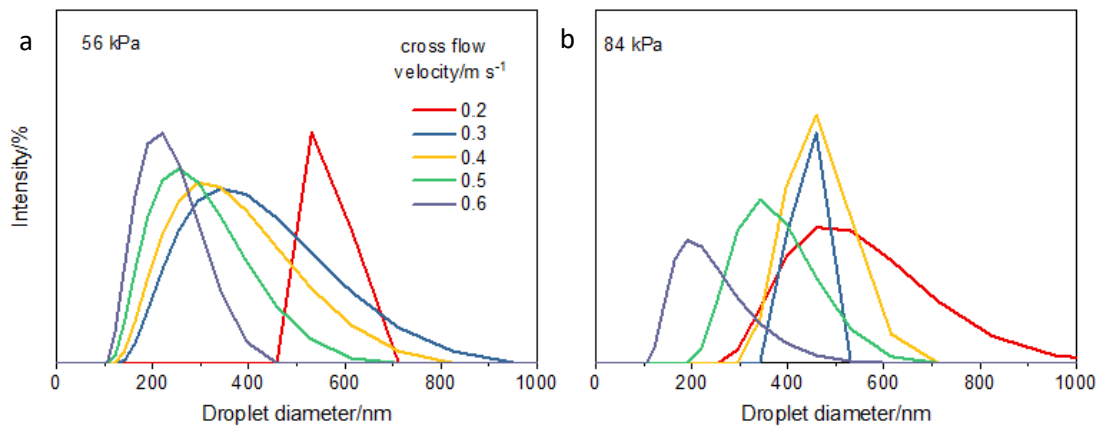 a
56 kPa
cross flow
velocity/m s⁻¹
0.2
0.3
0.4
0.5
0.6
Intensity/%
0 200 400 600 800 1000
Droplet diameter/nm
b
84 kPa
0 200 400 600 800 1000
Droplet diameter/nm